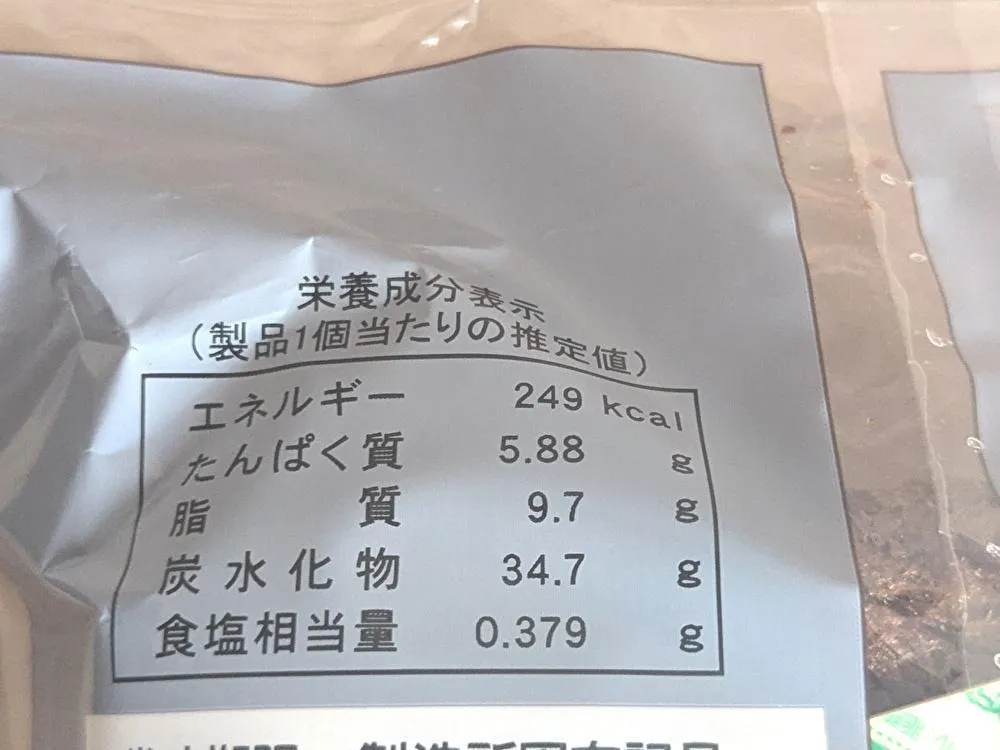 栄養成分表示
（製品1個当たりの推定値）
エネルギー 249 kcal
たんぱく質 5.88 g
脂質 9.7 g
炭水化物 34.7 g
食塩相当量 0.379 g